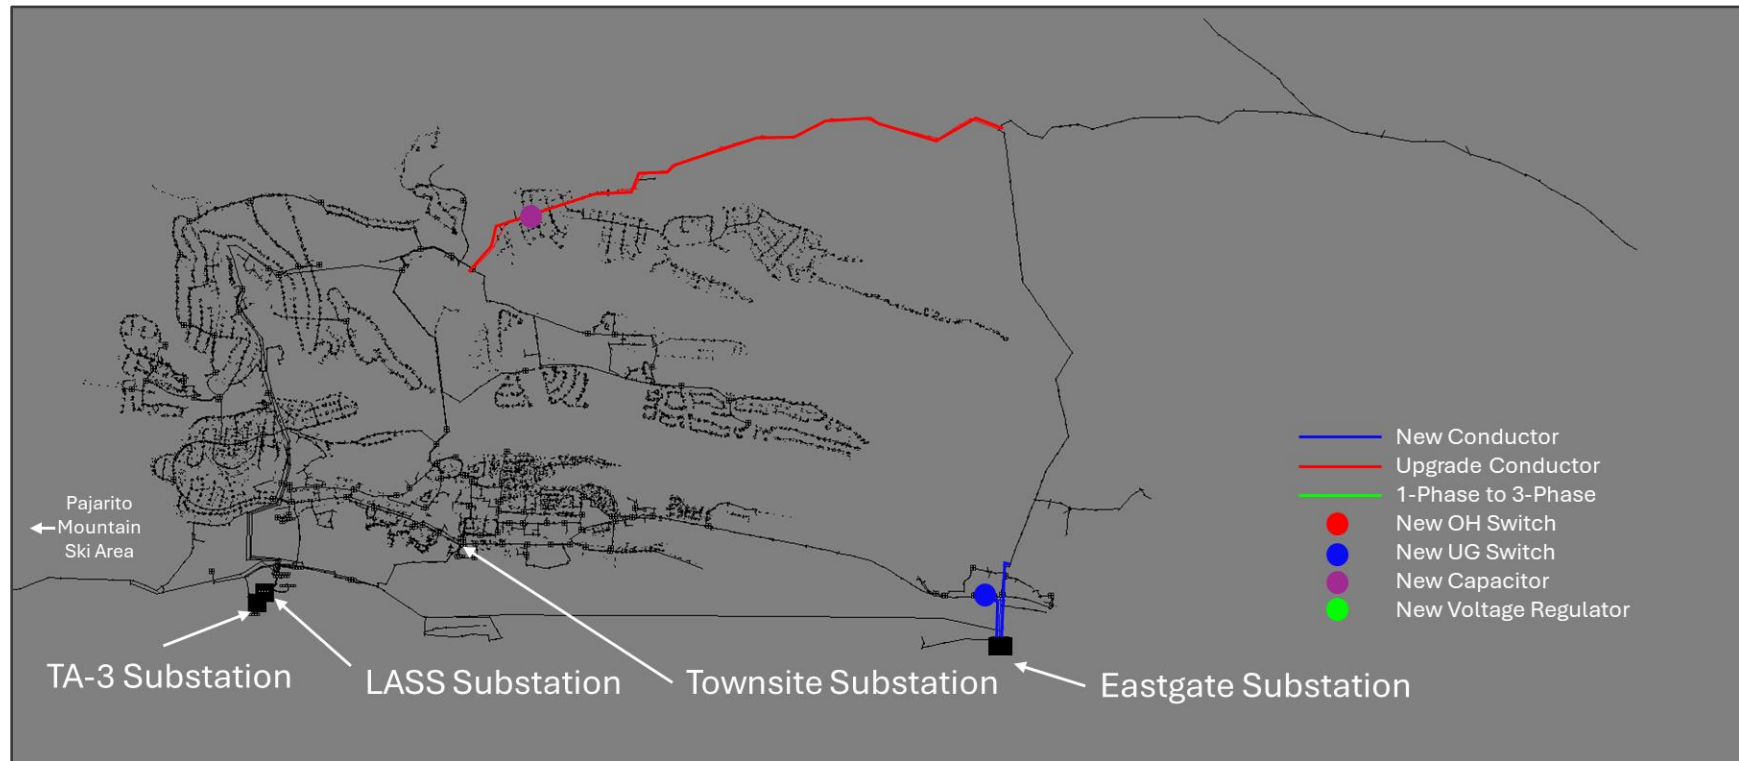 New Conductor
Upgrade Conductor
1-Phase to 3-Phase
New OH Switch
New UG Switch
New Capacitor
New Voltage Regulator
Pajarito
Mountain
Ski Area
TA-3 Substation
LASS Substation
Townsite Substation
Eastgate Substation